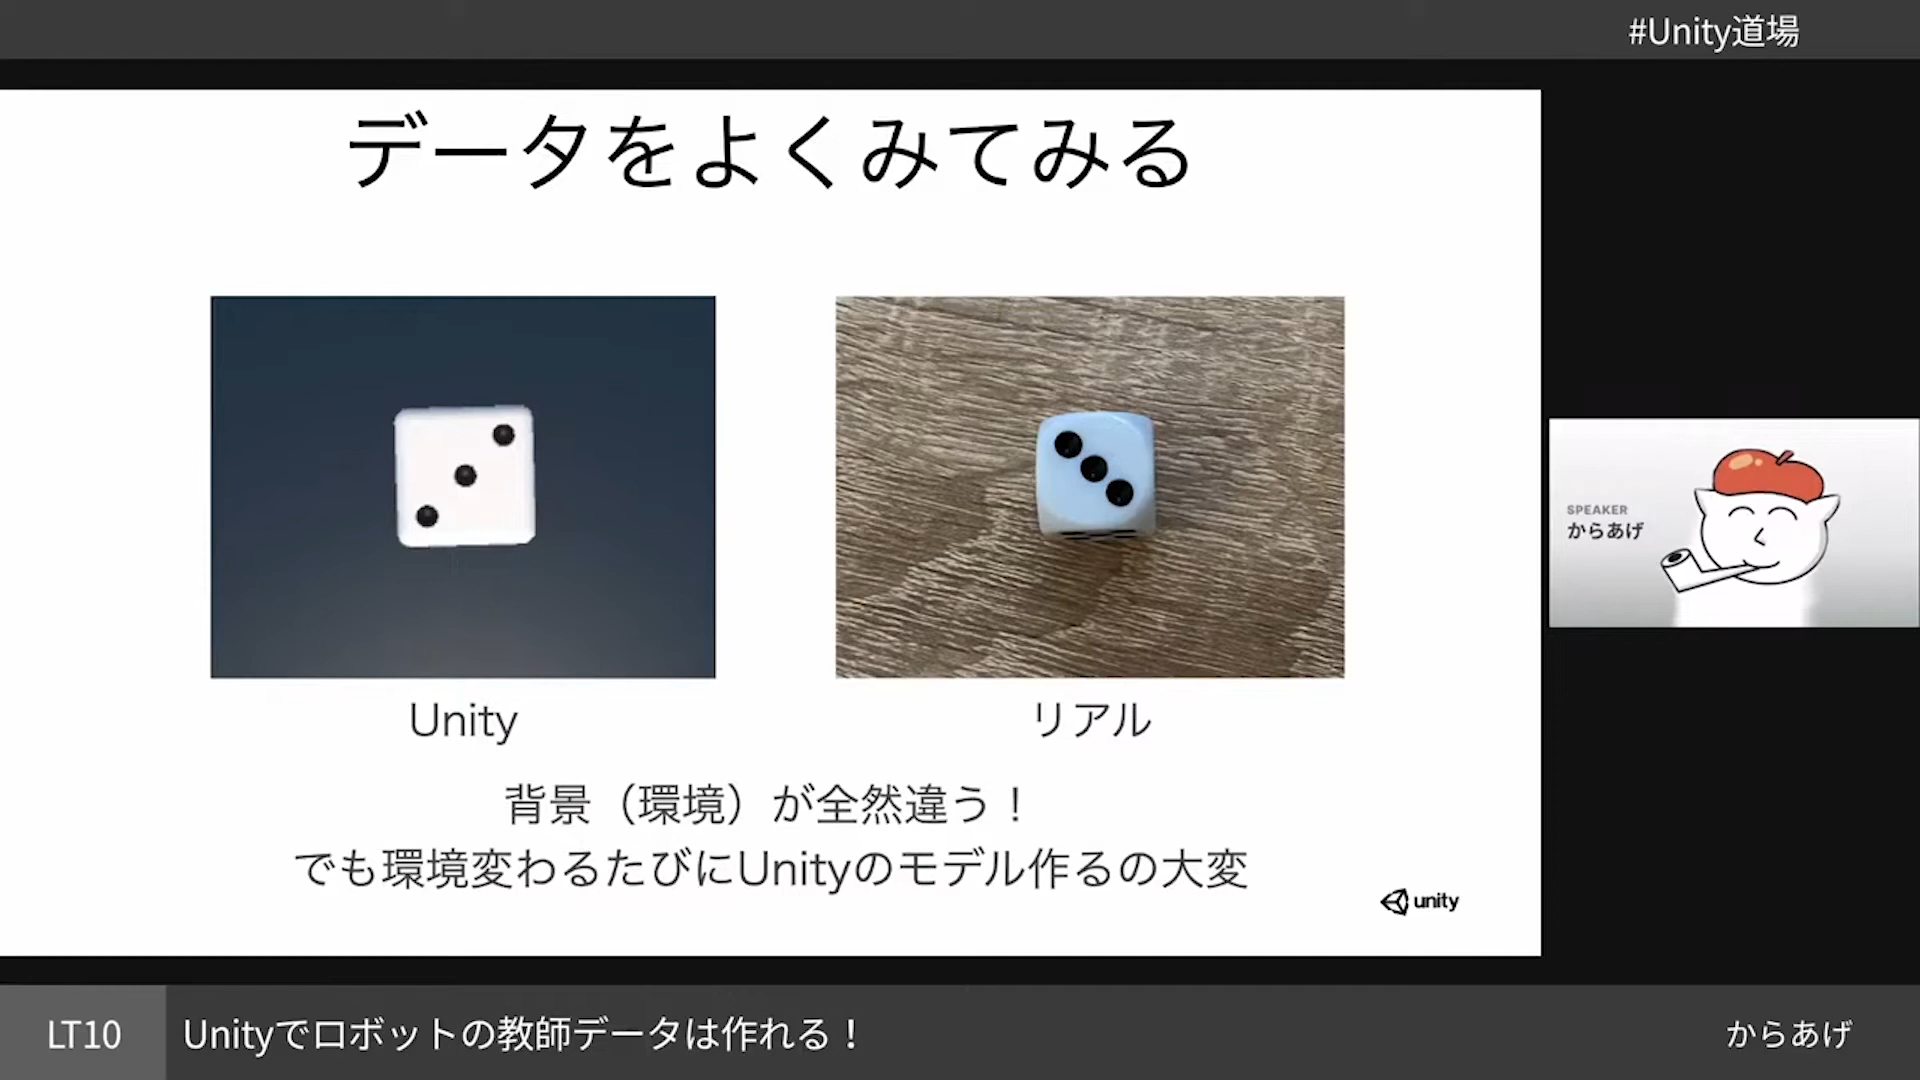 #Unity道場
データをよくみてみる
Unity
リアル
背景（環境）が全然違う！
でも環境変わるたびにUnityのモデル作るの大変
unity
SPEAKER
からあげ
LT10
Unityでロボットの教師データは作れる！
からあげ